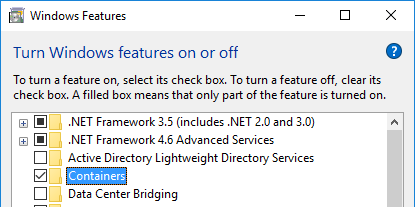 Windows Features
Turn Windows features on or off
?
To turn a feature on, select its check box. To turn a feature off, clear its
check box. A filled box means that only part of the feature is turned on.
.NET Framework 3.5 (includes .NET 2.0 and 3.0)
.NET Framework 4.6 Advanced Services
Active Directory Lightweight Directory Services
Containers
Data Center Bridging